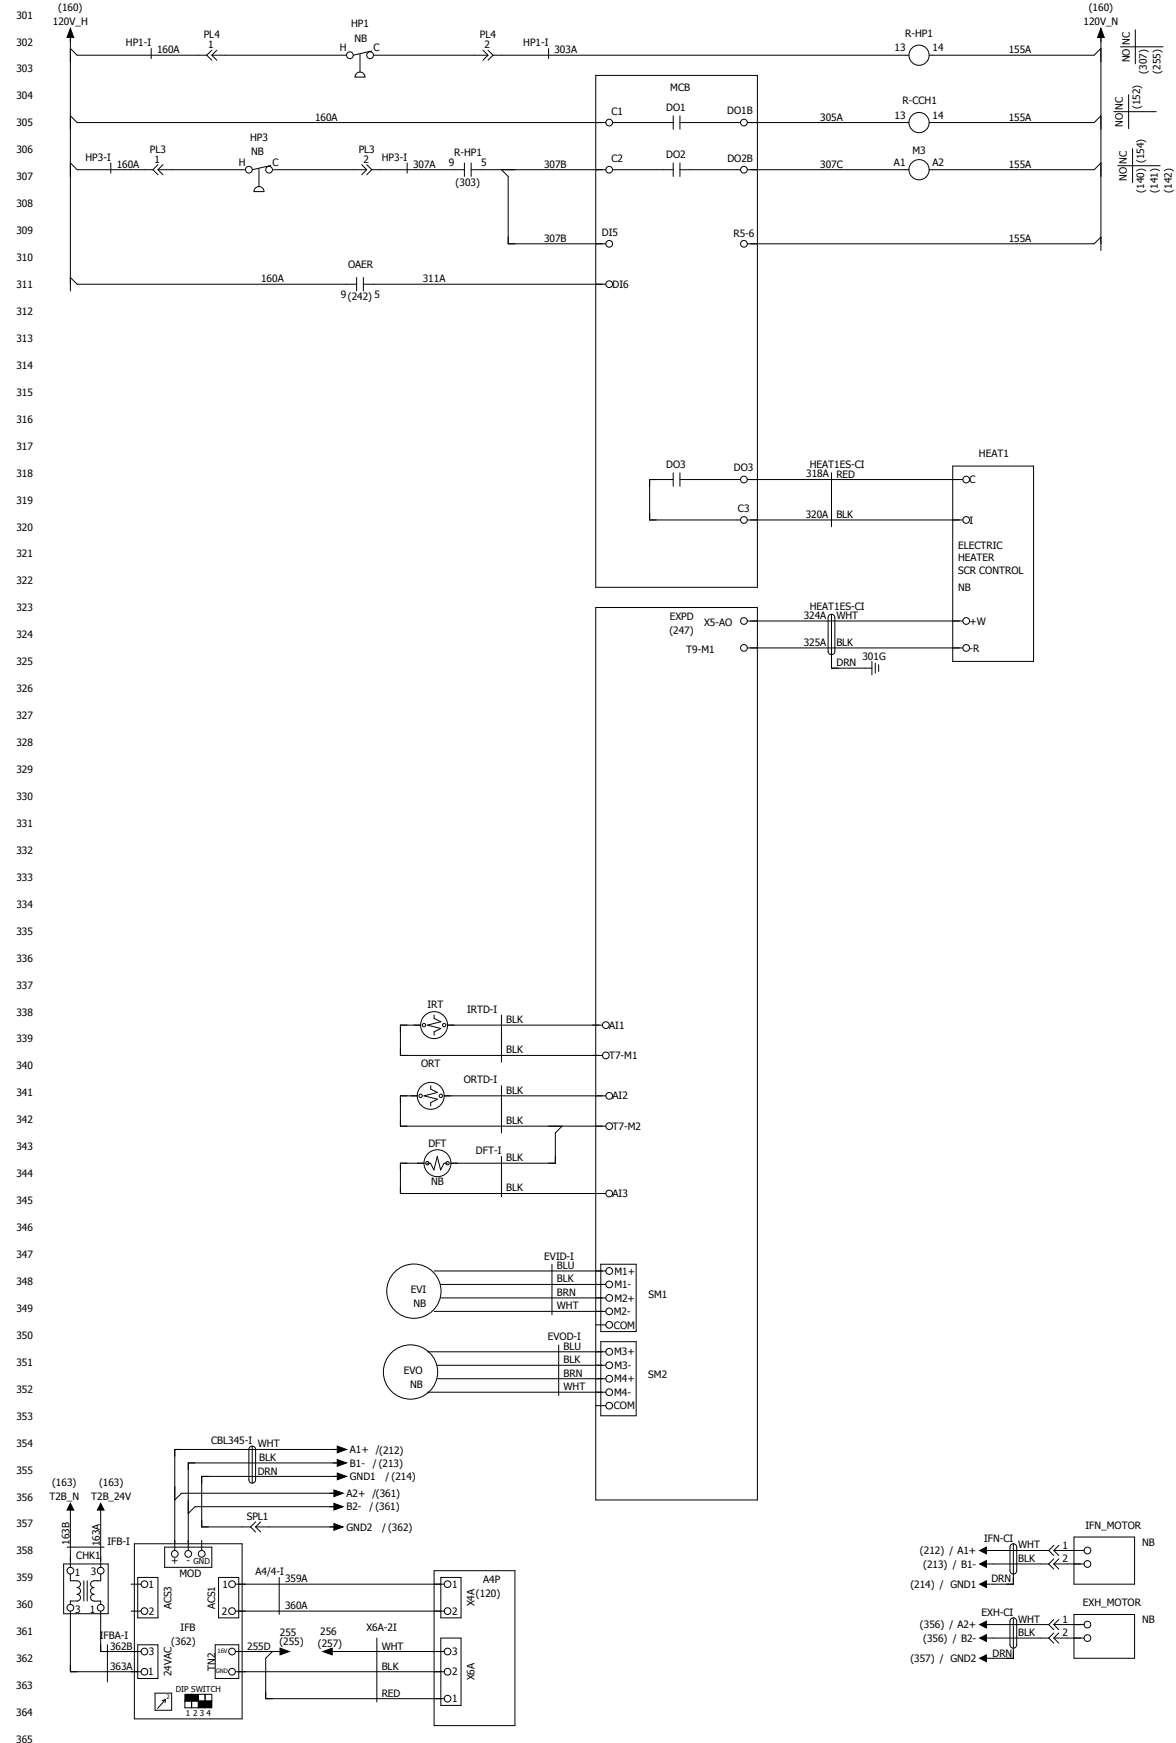 301 (160) (160)
120V_H HP1 120V_N
302 HP1-I 160A PL4 1 H NB C PL4 2 HP1-I 303A R-HP1 13 14 155A NO NC (307) (255)
303
304 MCB
305 160A C1 DO1 DO1B 305A R-CCH1 13 14 155A NO NC (152)
306 HP3 NB
307 HP3-I 160A PL3 1 H C PL3 2 HP3-I 307A R-HP1 9 5 (303) 307B C2 DO2 DO2B 307C M3 A1 A2 155A NO NC (140) (154) (141) (142)
308
309 307B DI5 R5-6 155A
310 OAER
311 160A 9 (242) 5 311A DI6
312
313
314
315
316
317 HEAT1
318 DO3 DO3 HEAT1ES-CI 318A RED C
319
320 C3 320A BLK I
321 ELECTRIC
HEATER
322 SCR CONTROL
NB
323 HEAT1ES-CI
324 EXPD (247) X5-AO 324A WHT +W
325 T9-M1 325A BLK -R
DRN 301G
326
327
328
329
330
331
332
333
334
335
336
337
338 IRT IRTD-I BLK AI1
339 BLK T7-M1
340 ORT
341 ORTD-I BLK AI2
342 BLK T7-M2
343 DFT DFT-I BLK
344 NB
345 BLK AI3
346
347 EVID-I
BLU M1+
348 EVI BLK M1- SM1
NB BRN M2+
349 WHT M2-
COM
350 EVOD-I
BLU M3+
351 EVO BLK M3- SM2
NB BRN M4+
352 WHT M4-
COM
353
354 CBL345-I WHT A1+ /(212)
BLK B1- /(213)
355 (163) (163) DRN GND1 /(214)
356 T2B_N T2B_24V A2+ /(361)
B2- /(361)
357 163B 163A SPL1 GND2 /(362) IFN_MOTOR
358 IFB-I + - GND (212) / A1+ IFN-CI WHT 1 NB
CHK1 MOD (213) / B1- BLK 2
359 1 3 1 ACS3 ACS1 1 A4/4-I 359A 1 X4A A4P (120) (214) / GND1 DRN
360 3 1 2 2 360A 2 EXH_MOTOR
361 IFBA-I IFB 255 256 X6A-2I (356) / A2+ EXH-CI WHT 1 NB
362B 3 24VAC (362) TN2 16V 255D (255) (257) WHT 3 X6A (356) / B2- BLK 2
362 363A 1 GND BLK 2 (357) / GND2 DRN
363 DIP SWITCH RED 1
364 2 1 2 3 4
365